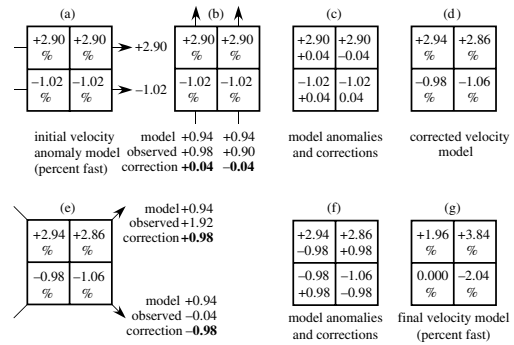 (a)
+2.90 +2.90
% %
–1.02 –1.02
% %
+2.90
–1.02
initial velocity
anomaly model
(percent fast)
(b)
+2.90 +2.90
% %
–1.02 –1.02
% %
model +0.94 +0.94
observed +0.98 +0.90
correction +0.04 –0.04
(c)
+2.90 +2.90
+0.04 –0.04
–1.02 –1.02
+0.04 0.04
model anomalies
and corrections
(d)
+2.94 +2.86
% %
–0.98 –1.06
% %
corrected velocity
model
(e)
+2.94 +2.86
% %
–0.98 –1.06
% %
model +0.94
observed +1.92
correction +0.98
model +0.94
observed –0.04
correction –0.98
(f)
+2.94 +2.86
–0.98 +0.98
–0.98 –1.06
+0.98 –0.98
model anomalies
and corrections
(g)
+1.96 +3.84
% %
0.000 –2.04
% %
final velocity model
(percent fast)